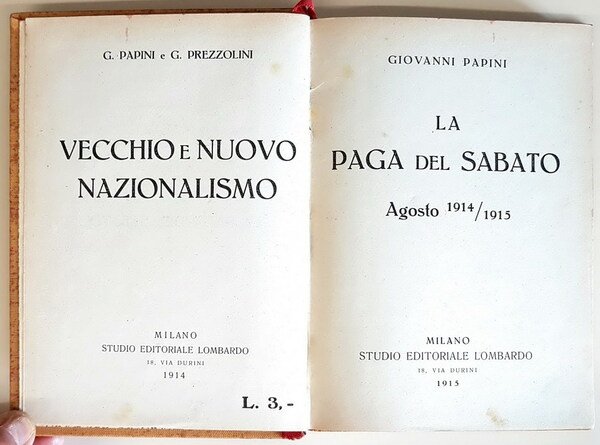 G. PAPINI e G. PREZZOLINI
VECCHIO E NUOVO
NAZIONALISMO
MILANO
STUDIO EDITORIALE LOMBARDO
18, VIA DURINI
1914
L. 3,-
GIOVANNI PAPINI
LA
PAGA DEL SABATO
Agosto 1914/1915
MILANO
STUDIO EDITORIALE LOMBARDO
18, VIA DURINI
1915